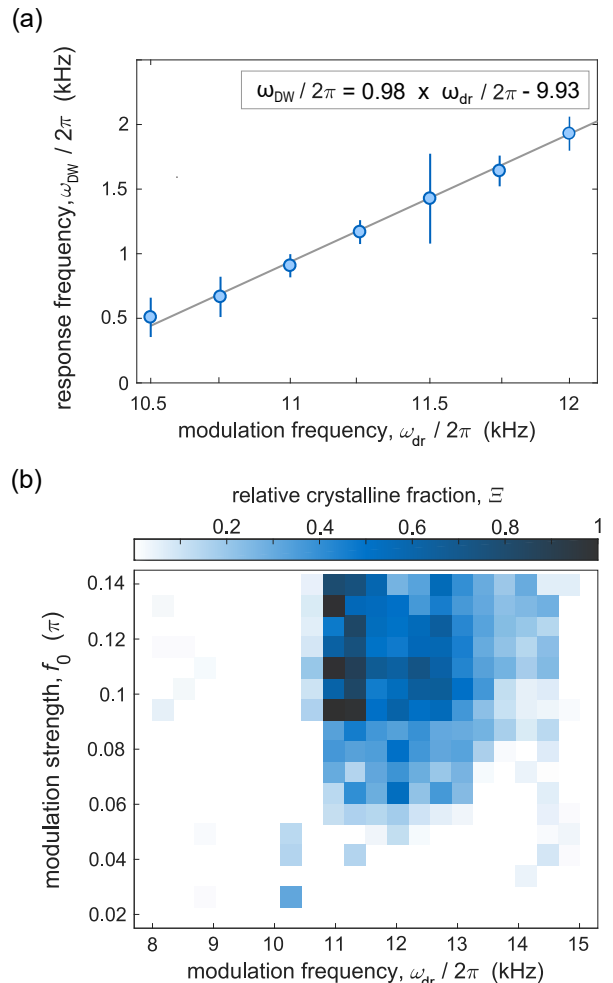 (a)
response frequency, ω_DW / 2π (kHz)
ω_DW / 2π = 0.98 x ω_dr / 2π - 9.93
2
1.5
1
0.5
0
10.5 11 11.5 12
modulation frequency, ω_dr / 2π (kHz)
(b)
relative crystalline fraction, Ξ
0.2 0.4 0.6 0.8 1
modulation strength, f_0 (π)
0.14
0.12
0.1
0.08
0.06
0.04
0.02
7 8 9 10 11 12 13 14 15
modulation frequency, ω_dr / 2π (kHz)